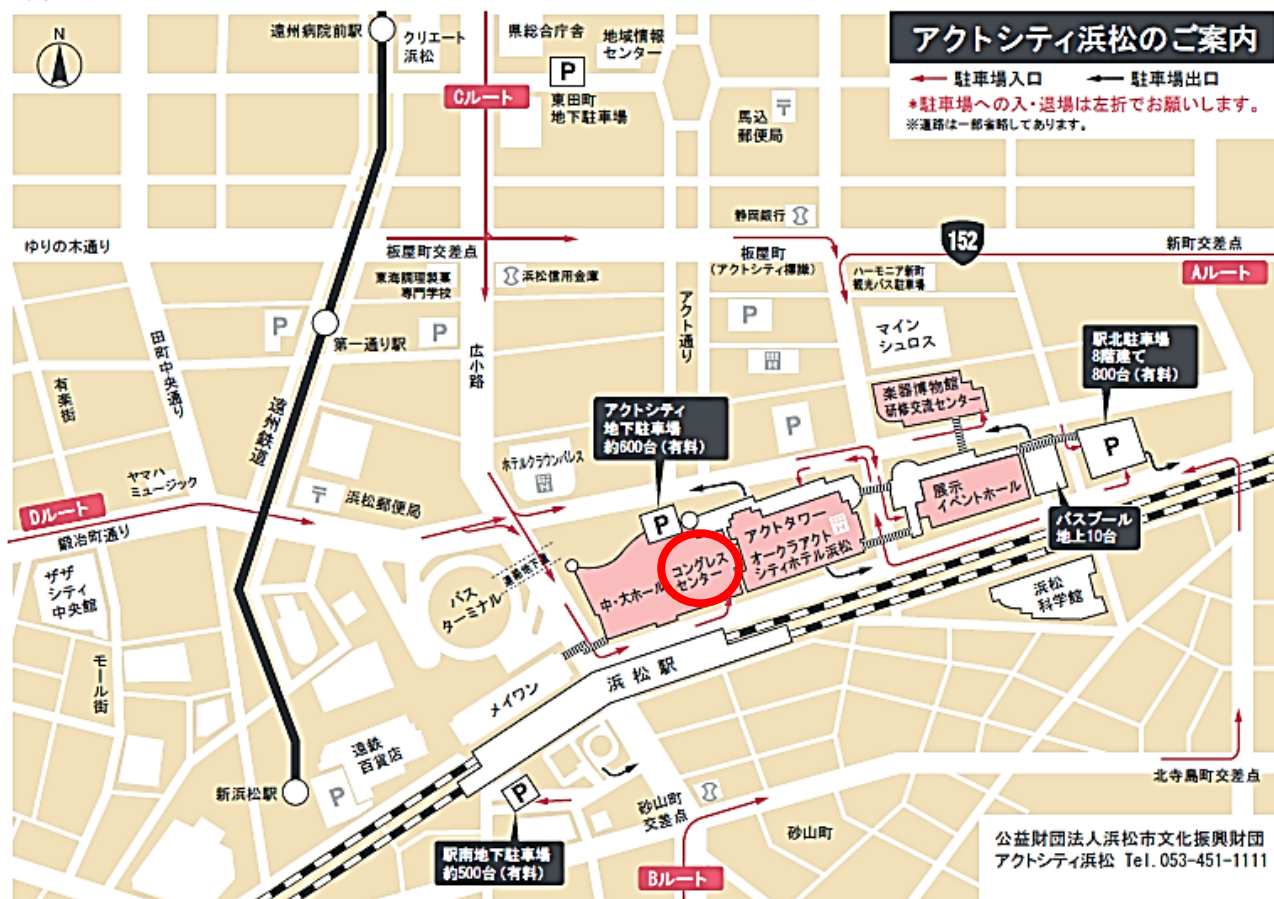 アクトシティ浜松のご案内
駐車場入口
駐車場出口
*駐車場への入・退場は左折でお願いします。
※道路は一部省略してあります。
N
遠州病院前駅
クリエート
浜松
県総合庁舎
地域情報
センター
P
東田町
地下駐車場
Cルート
馬込
郵便局
静岡銀行
152
ゆりの木通り
板屋町交差点
板屋町
(アクトシティ標識)
新町交差点
Aルート
東海調理製菓
専門学校
浜松信用金庫
ハーモニア新町
観光バス駐車場
P
第一通り駅
P
広小路
アクト通り
P
マイン
シュロス
駅北駐車場
8階建て
800台(有料)
田町中央通り
有楽街
遠州鉄道
楽器博物館
研修交流センター
アクトシティ
地下駐車場
約600台(有料)
P
P
ホテルクラウンパレス
ヤマハ
ミュージック
浜松郵便局
Dルート
鍛冶町通り
展示
イベントホール
P
アクトタワー
オークラアクト
シティホテル浜松
バスプール
地上10台
コングレス
センター
中・大ホール
バス
ターミナル
ザザ
シティ
中央館
浜松
科学館
モール街
メイワン
浜松駅
遠鉄
百貨店
新浜松駅
P
P
北寺島町交差点
砂山町
交差点
砂山町
駅南地下駐車場
約500台(有料)
Bルート
公益財団法人浜松市文化振興財団
アクトシティ浜松 Tel.053-451-1111